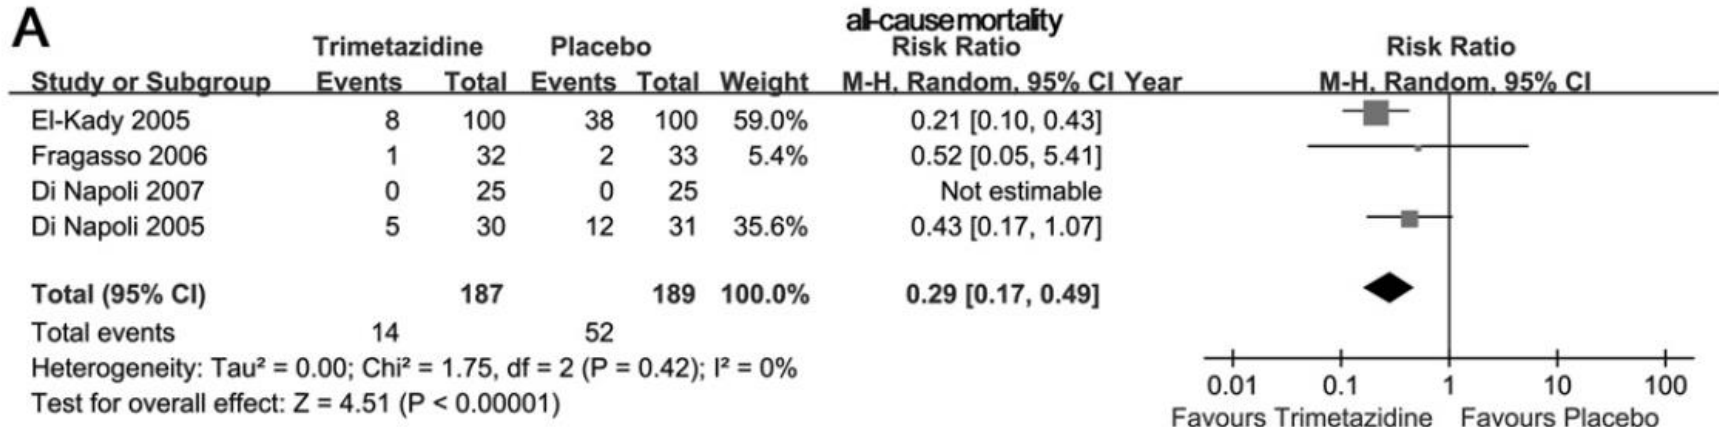 A
all-cause mortality
Trimetazidine Placebo Risk Ratio Risk Ratio
Study or Subgroup Events Total Events Total Weight M-H, Random, 95% CI Year M-H, Random, 95% CI
El-Kady 2005 8 100 38 100 59.0% 0.21 [0.10, 0.43]
Fragasso 2006 1 32 2 33 5.4% 0.52 [0.05, 5.41]
Di Napoli 2007 0 25 0 25 Not estimable
Di Napoli 2005 5 30 12 31 35.6% 0.43 [0.17, 1.07]
Total (95% CI) 187 189 100.0% 0.29 [0.17, 0.49]
Total events 14 52
Heterogeneity: Tau² = 0.00; Chi² = 1.75, df = 2 (P = 0.42); I² = 0%
Test for overall effect: Z = 4.51 (P < 0.00001)
0.01 0.1 1 10 100
Favours Trimetazidine Favours Placebo